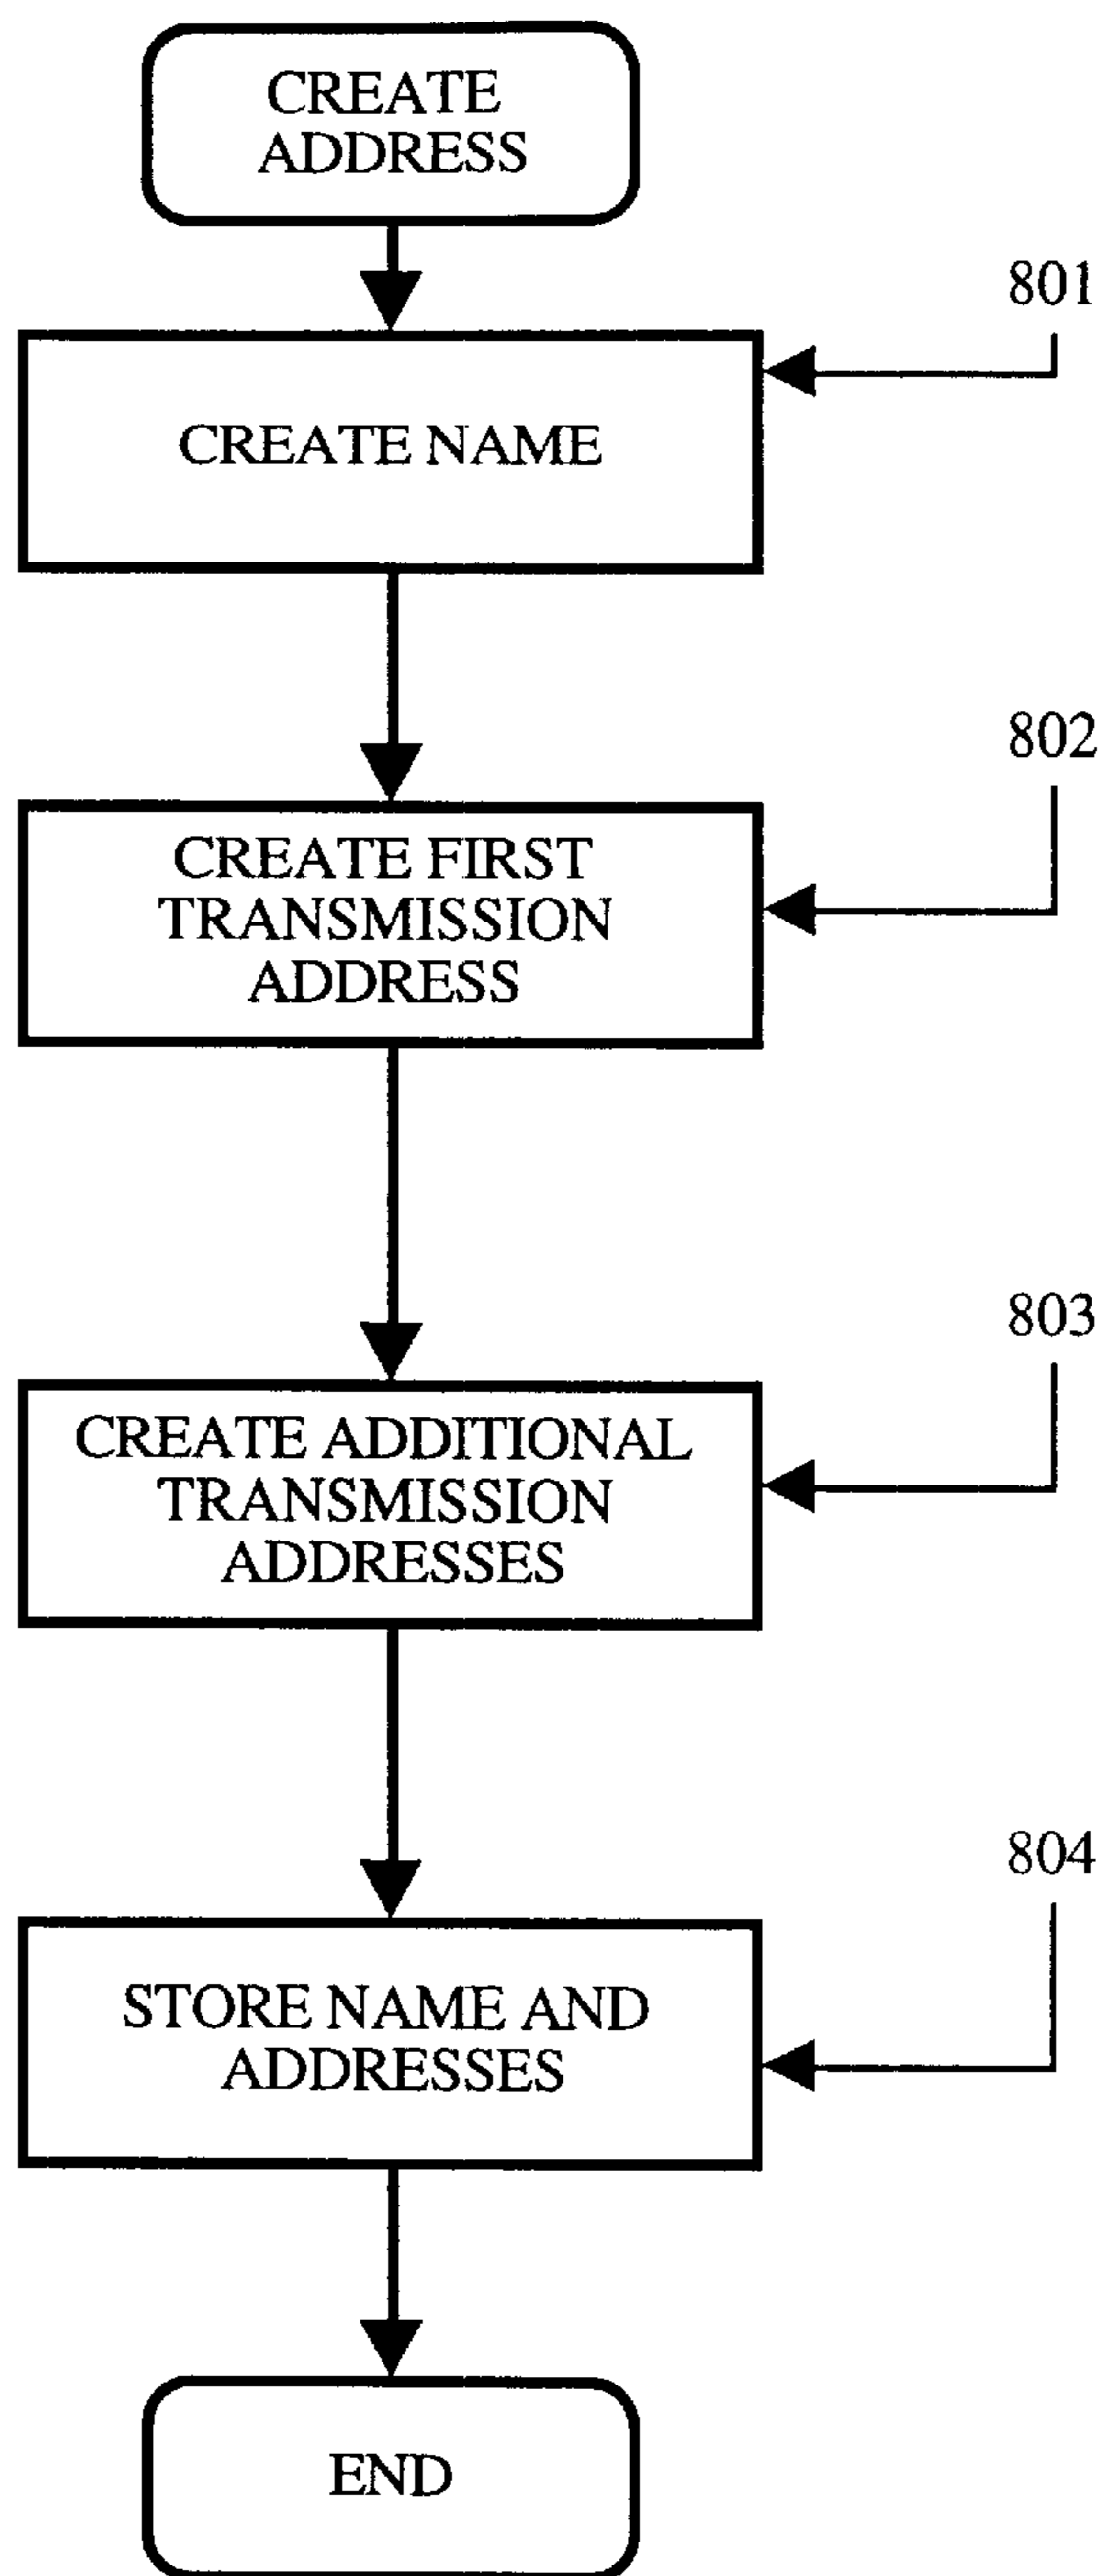 CREATE
ADDRESS
801
CREATE NAME
802
CREATE FIRST
TRANSMISSION
ADDRESS
803
CREATE ADDITIONAL
TRANSMISSION
ADDRESSES
804
STORE NAME AND
ADDRESSES
END